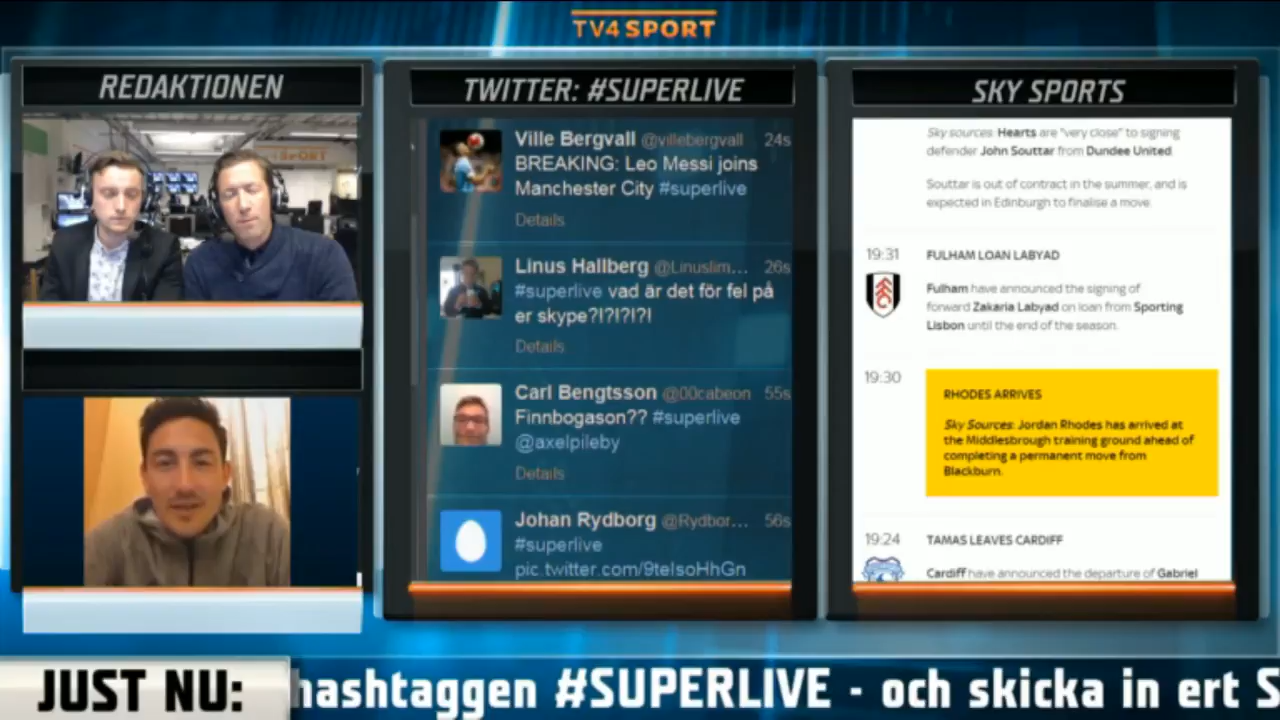 TV4 SPORT
REDAKTIONEN
SPORT
TWITTER: #SUPERLIVE
Ville Bergvall @villebergvall 24s
BREAKING: Leo Messi joins
Manchester City #superlive
Details
Linus Hallberg @Linuslim... 26s
#superlive vad är det för fel på
er skype?!?!?!?!
Details
Carl Bengtsson @00cabeon 55s
Finnbogason?? #superlive
@axelpileby
Details
Johan Rydborg @Rydbor... 56s
#superlive
pic.twitter.com/9telsoHhGn
SKY SPORTS
Sky sources: Hearts are "very close" to signing
defender John Souttar from Dundee United.
Souttar is out of contract in the summer, and is
expected in Edinburgh to finalise a move.
19:31 FULHAM LOAN LABYAD
Fulham have announced the signing of
forward Zakaria Labyad on loan from Sporting
Lisbon until the end of the season.
19:30
RHODES ARRIVES
Sky Sources: Jordan Rhodes has arrived at
the Middlesbrough training ground ahead of
completing a permanent move from
Blackburn.
19:24 TAMAS LEAVES CARDIFF
Cardiff have announced the departure of Gabriel
JUST NU: hashtaggen #SUPERLIVE - och skicka in ert S